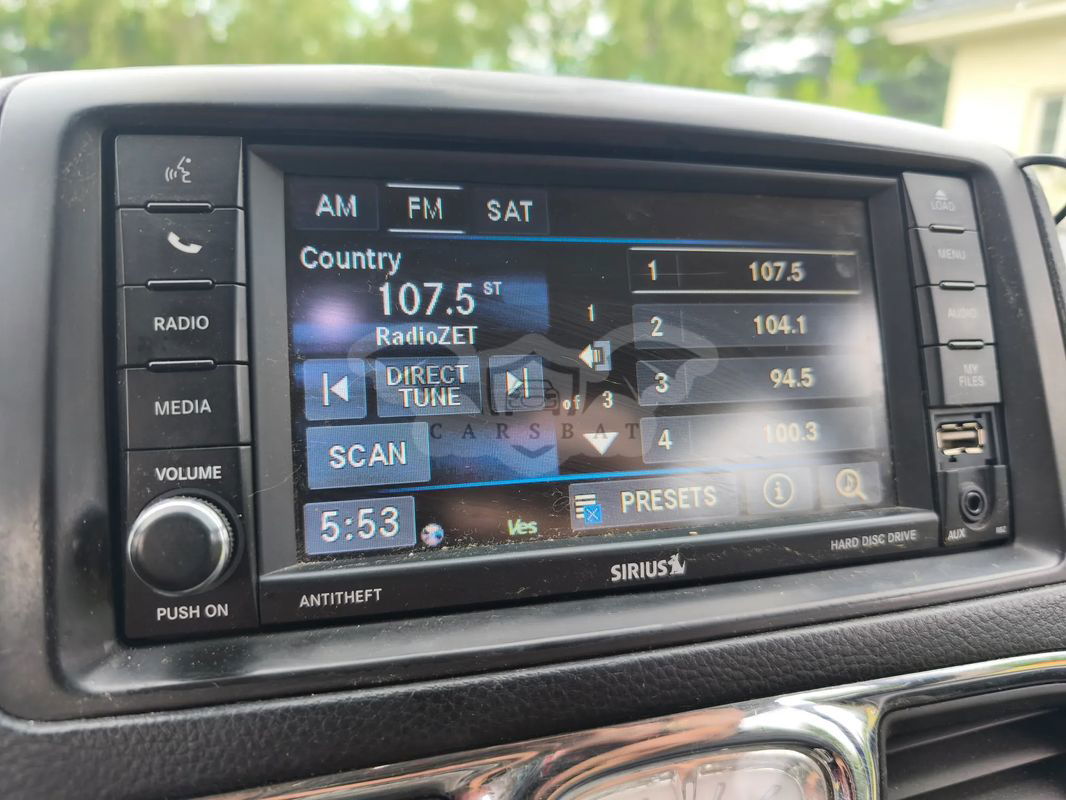 AM FM SAT
Country
107.5 ST
RadioZET
DIRECT
TUNE
SCAN
5:53
Ves
1
of 3
1 107.5
2 104.1
3 94.5
4 100.3
PRESETS
RADIO
MEDIA
VOLUME
PUSH ON
LOAD
MENU
AUDIO
MY
FILES
AUX
ANTITHEFT
SIRIUS
HARD DISC DRIVE
CARSBAT